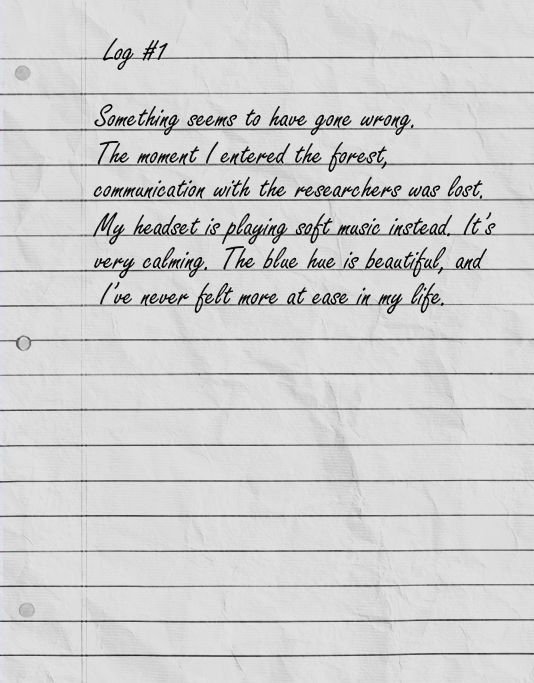 Log #1
Something seems to have gone wrong.
The moment I entered the forest,
communication with the researchers was lost.
My headset is playing soft music instead. It's
very calming. The blue hue is beautiful, and
I've never felt more at ease in my life.